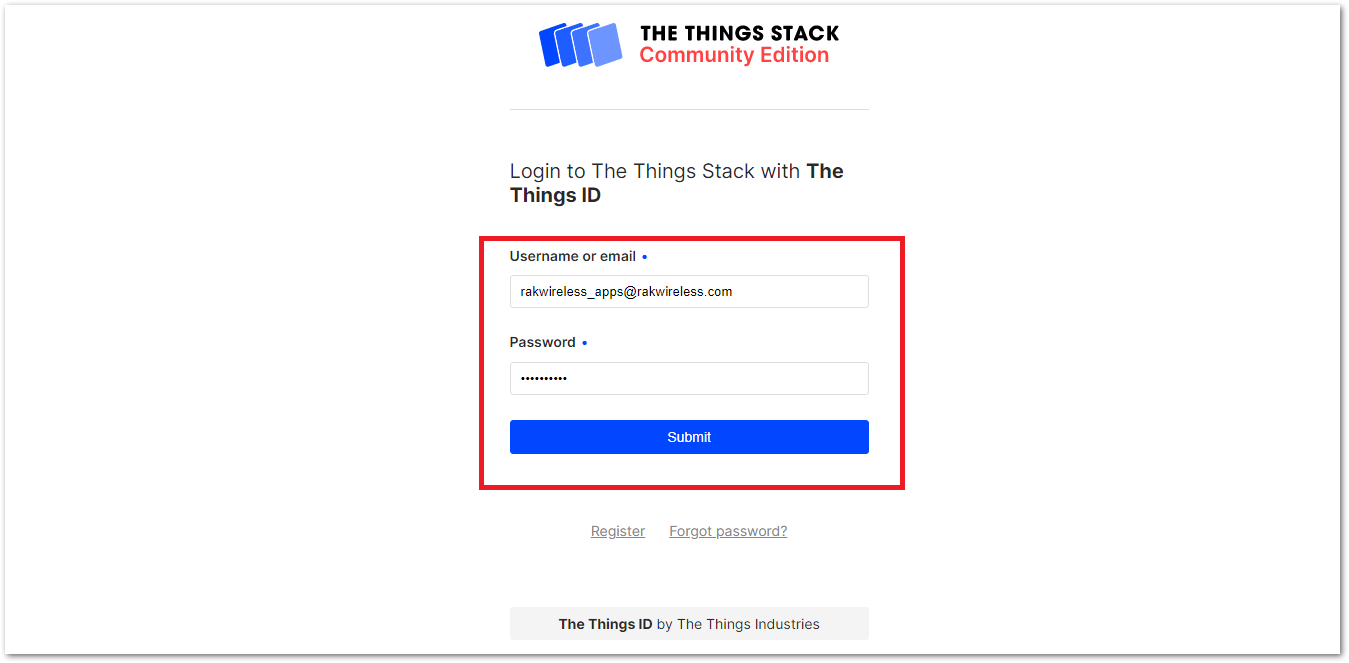 THE THINGS STACK
Community Edition
Login to The Things Stack with The
Things ID
Username or email •
rakwireless_apps@rakwireless.com
Password •
••••••••••
Submit
Register Forgot password?
The Things ID by The Things Industries